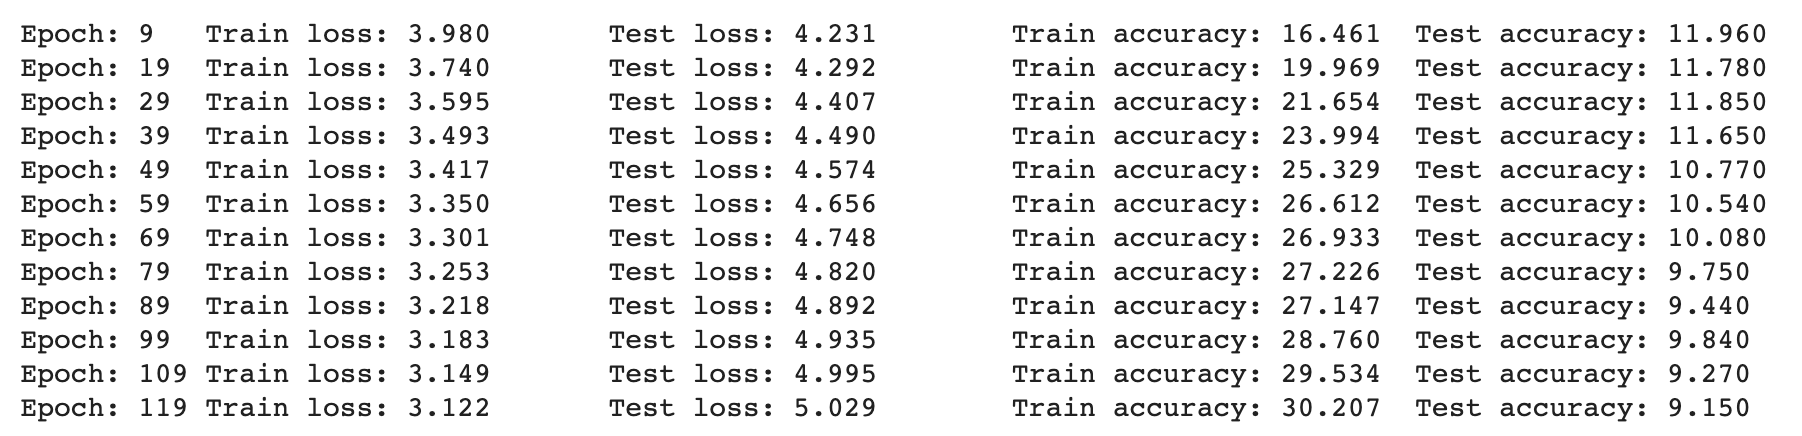 Epoch: 9 Train loss: 3.980 Test loss: 4.231 Train accuracy: 16.461 Test accuracy: 11.960
Epoch: 19 Train loss: 3.740 Test loss: 4.292 Train accuracy: 19.969 Test accuracy: 11.780
Epoch: 29 Train loss: 3.595 Test loss: 4.407 Train accuracy: 21.654 Test accuracy: 11.850
Epoch: 39 Train loss: 3.493 Test loss: 4.490 Train accuracy: 23.994 Test accuracy: 11.650
Epoch: 49 Train loss: 3.417 Test loss: 4.574 Train accuracy: 25.329 Test accuracy: 10.770
Epoch: 59 Train loss: 3.350 Test loss: 4.656 Train accuracy: 26.612 Test accuracy: 10.540
Epoch: 69 Train loss: 3.301 Test loss: 4.748 Train accuracy: 26.933 Test accuracy: 10.080
Epoch: 79 Train loss: 3.253 Test loss: 4.820 Train accuracy: 27.226 Test accuracy: 9.750
Epoch: 89 Train loss: 3.218 Test loss: 4.892 Train accuracy: 27.147 Test accuracy: 9.440
Epoch: 99 Train loss: 3.183 Test loss: 4.935 Train accuracy: 28.760 Test accuracy: 9.840
Epoch: 109 Train loss: 3.149 Test loss: 4.995 Train accuracy: 29.534 Test accuracy: 9.270
Epoch: 119 Train loss: 3.122 Test loss: 5.029 Train accuracy: 30.207 Test accuracy: 9.150